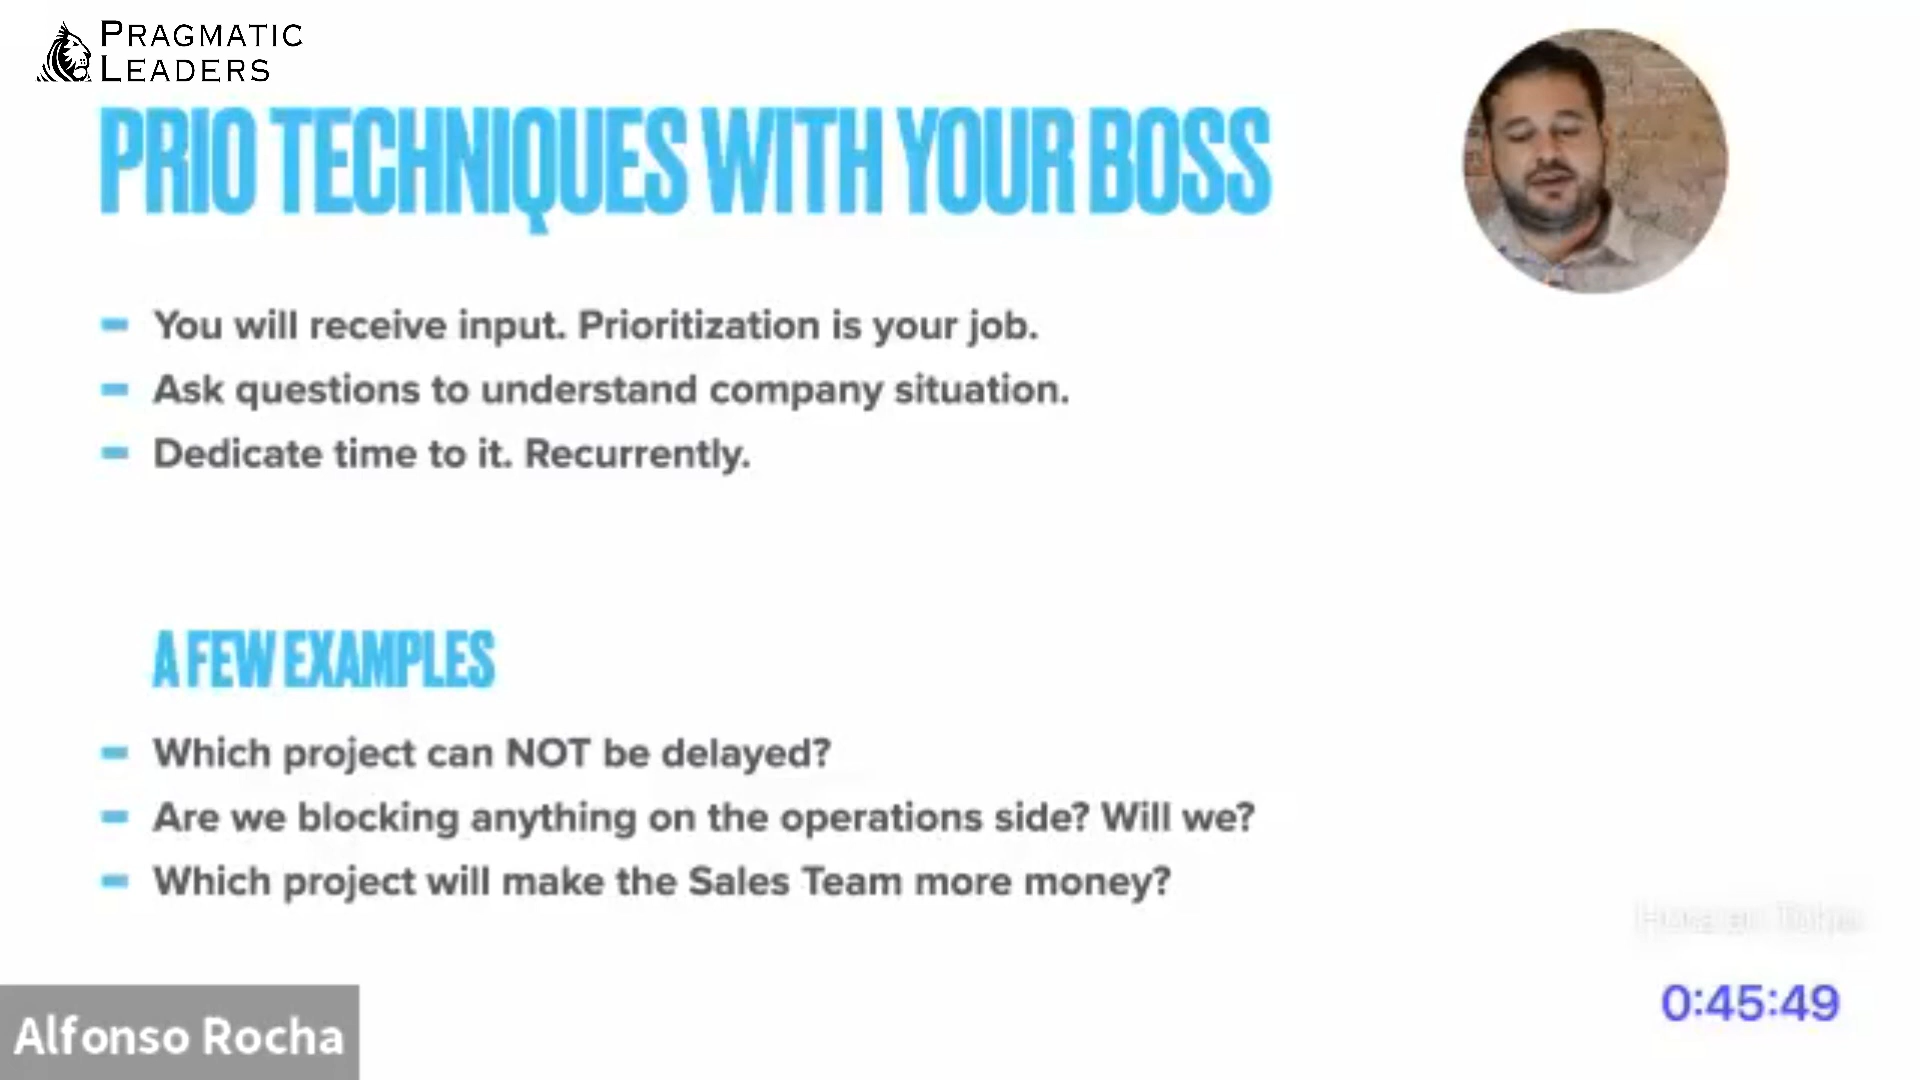 PRAGMATIC
LEADERS
PRIO TECHNIQUES WITH YOUR BOSS
You will receive input. Prioritization is your job.
Ask questions to understand company situation.
Dedicate time to it. Recurrently.
A FEW EXAMPLES
Which project can NOT be delayed?
Are we blocking anything on the operations side? Will we?
Which project will make the Sales Team more money?
0:45:49
Alfonso Rocha